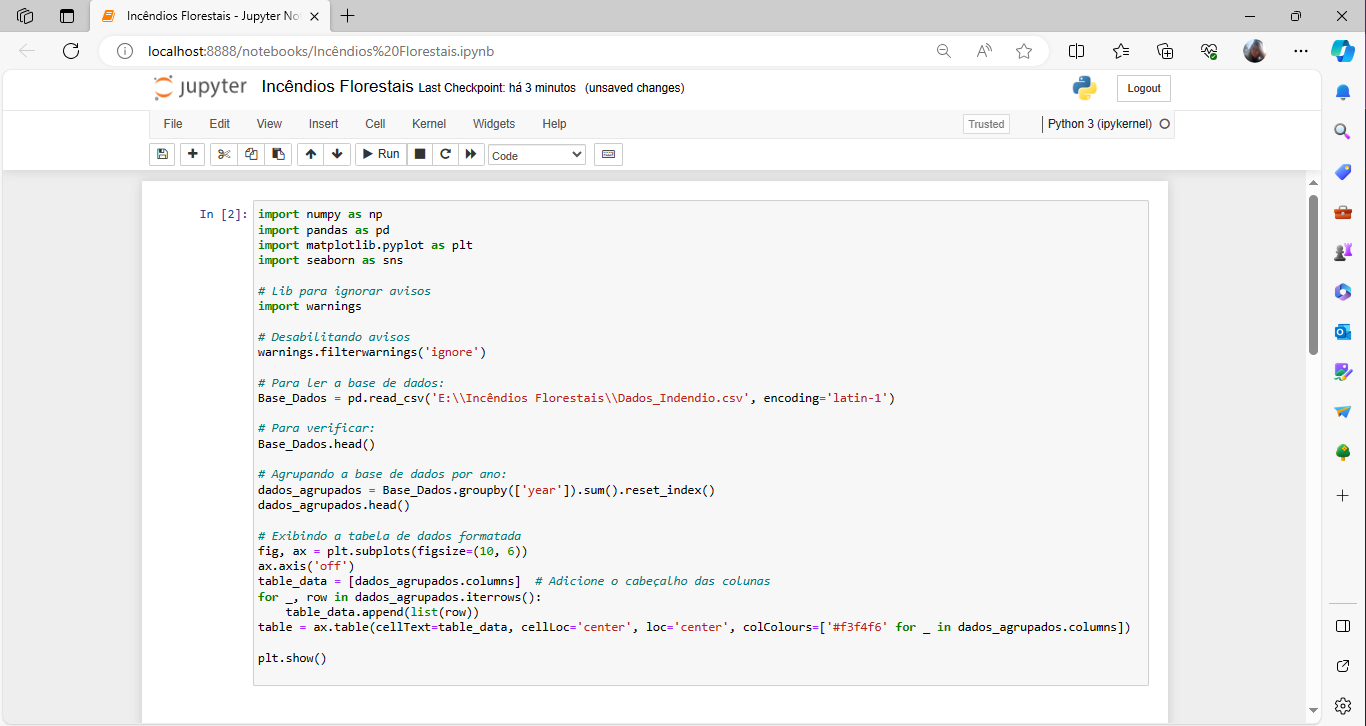 Incêndios Florestais - Jupyter No
localhost:8888/notebooks/Incêndios%20Florestais.ipynb
jupyter Incêndios Florestais Last Checkpoint: há 3 minutos (unsaved changes)
Logout
File Edit View Insert Cell Kernel Widgets Help
Trusted
Python 3 (ipykernel)
Run
Code
In [2]:
import numpy as np
import pandas as pd
import matplotlib.pyplot as plt
import seaborn as sns
# Lib para ignorar avisos
import warnings
# Desabilitando avisos
warnings.filterwarnings('ignore')
# Para ler a base de dados:
Base_Dados = pd.read_csv('E:\\Incêndios Florestais\\Dados_Indendio.csv', encoding='latin-1')
# Para verificar:
Base_Dados.head()
# Agrupando a base de dados por ano:
dados_agrupados = Base_Dados.groupby(['year']).sum().reset_index()
dados_agrupados.head()
# Exibindo a tabela de dados formatada
fig, ax = plt.subplots(figsize=(10, 6))
ax.axis('off')
table_data = [dados_agrupados.columns]  # Adicione o cabeçalho das colunas
for _, row in dados_agrupados.iterrows():
    table_data.append(list(row))
table = ax.table(cellText=table_data, cellLoc='center', loc='center', colColours=['#f3f4f6' for _ in dados_agrupados.columns])
plt.show()